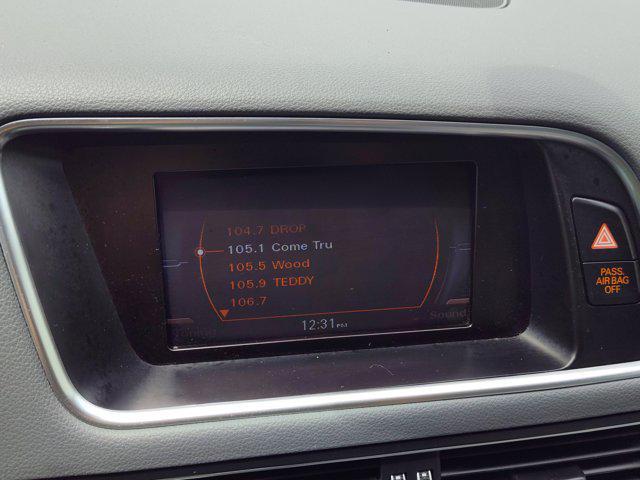 104.7 DROP
105.1 Come Tru
105.5 Wood
105.9 TEDDY
106.7
12:31 P.M.
Sound
PASS.
AIR BAG
OFF